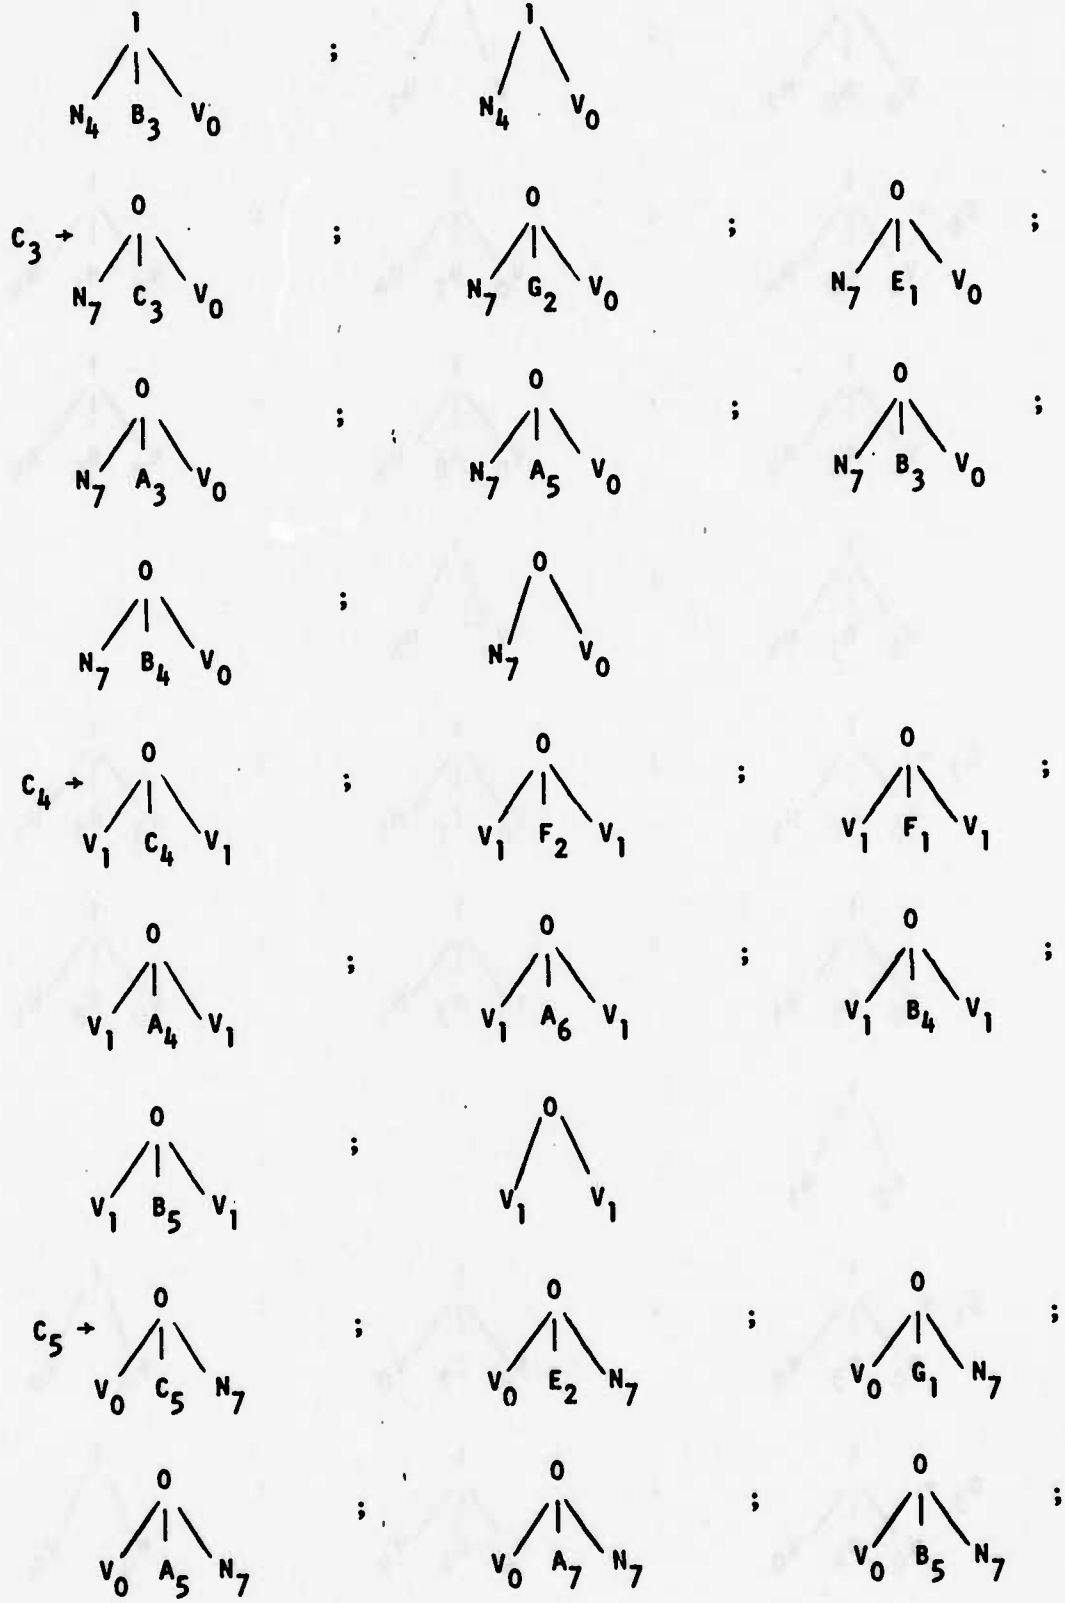 1 ; 1
N4 B3 V0 N4 V0
C3 → 0 ; 0 ; 0 ;
N7 C3 V0 N7 G2 V0 N7 E1 V0
0 ; 0 ; 0 ;
N7 A3 V0 N7 A5 V0 N7 B3 V0
0 ; 0
N7 B4 V0 N7 V0
C4 → 0 ; 0 ; 0 ;
V1 C4 V1 V1 F2 V1 V1 F1 V1
0 ; 0 ; 0 ;
V1 A4 V1 V1 A6 V1 V1 B4 V1
0 ; 0
V1 B5 V1 V1 V1
C5 → 0 ; 0 ; 0 ;
V0 C5 N7 V0 E2 N7 V0 G1 N7
0 ; 0 ; 0 ;
V0 A5 N7 V0 A7 N7 V0 B5 N7